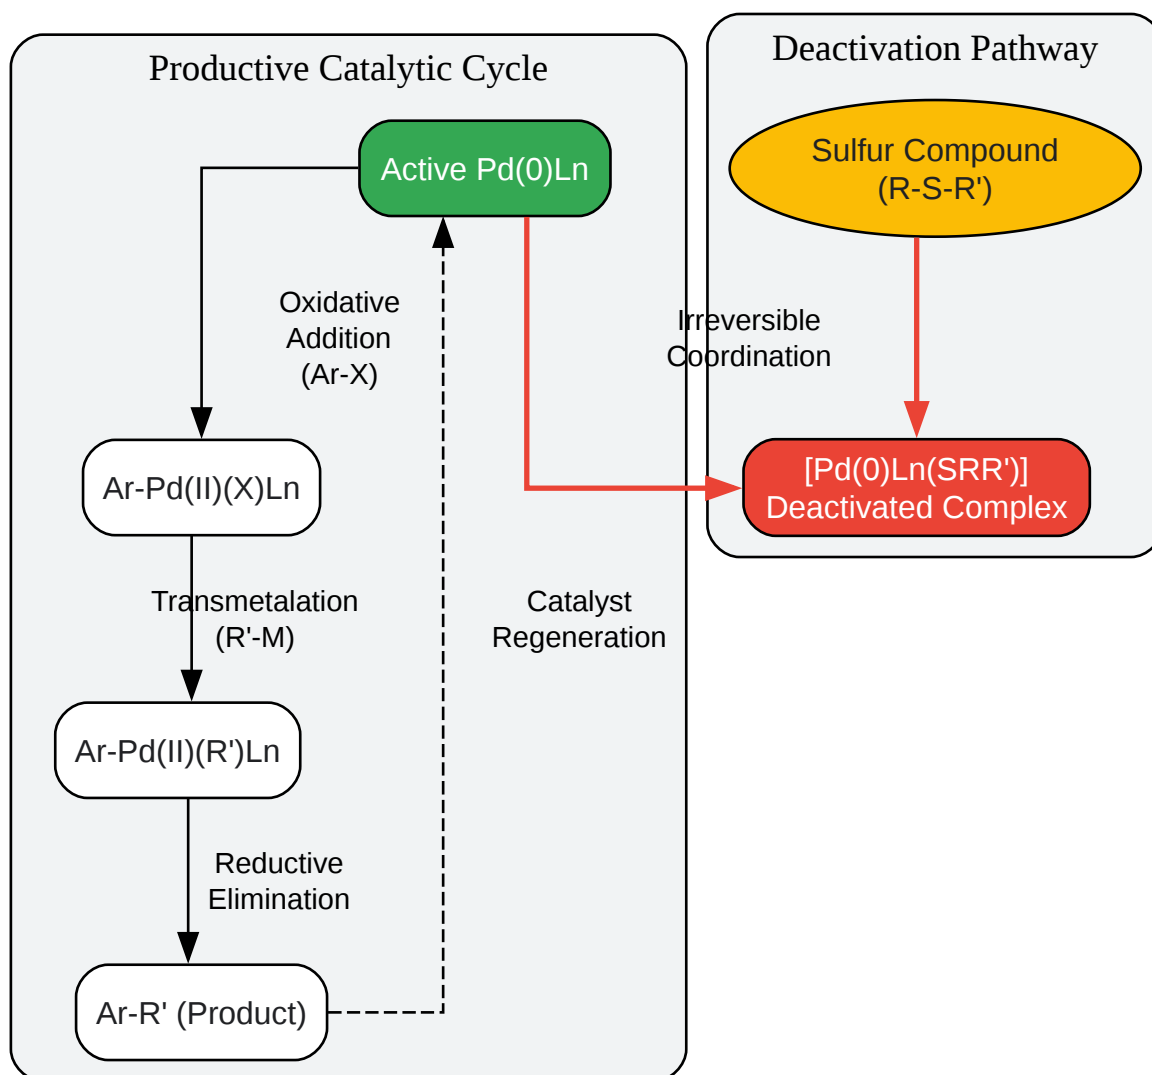 Productive Catalytic Cycle
Active Pd(0)Ln
Oxidative
Addition
(Ar-X)
Ar-Pd(II)(X)Ln
Transmetalation
(R'-M)
Ar-Pd(II)(R')Ln
Reductive
Elimination
Ar-R' (Product)
Catalyst
Regeneration
Deactivation Pathway
Sulfur Compound
(R-S-R')
Irreversible
Coordination
[Pd(0)Ln(SRR')]
Deactivated Complex